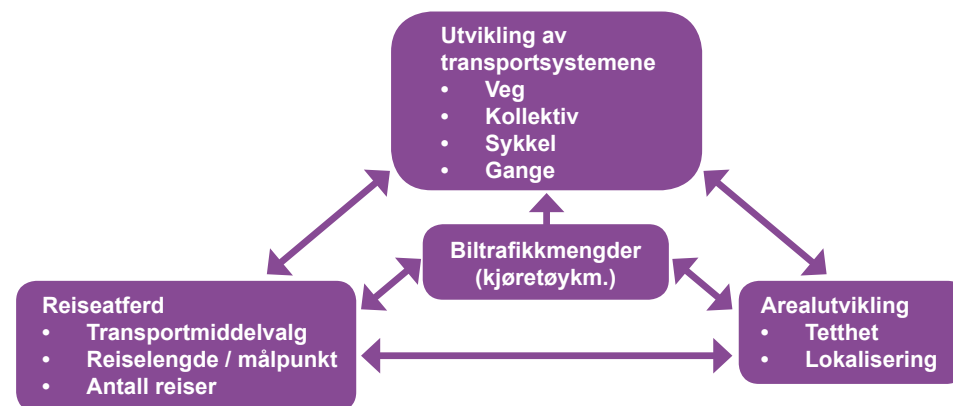 Utvikling av
transportsystemene
• Veg
• Kollektiv
• Sykkel
• Gange
Biltrafikkmengder
(kjøretøykm.)
Reiseatferd
• Transportmiddelvalg
• Reiselengde / målpunkt
• Antall reiser
Arealutvikling
• Tetthet
• Lokalisering